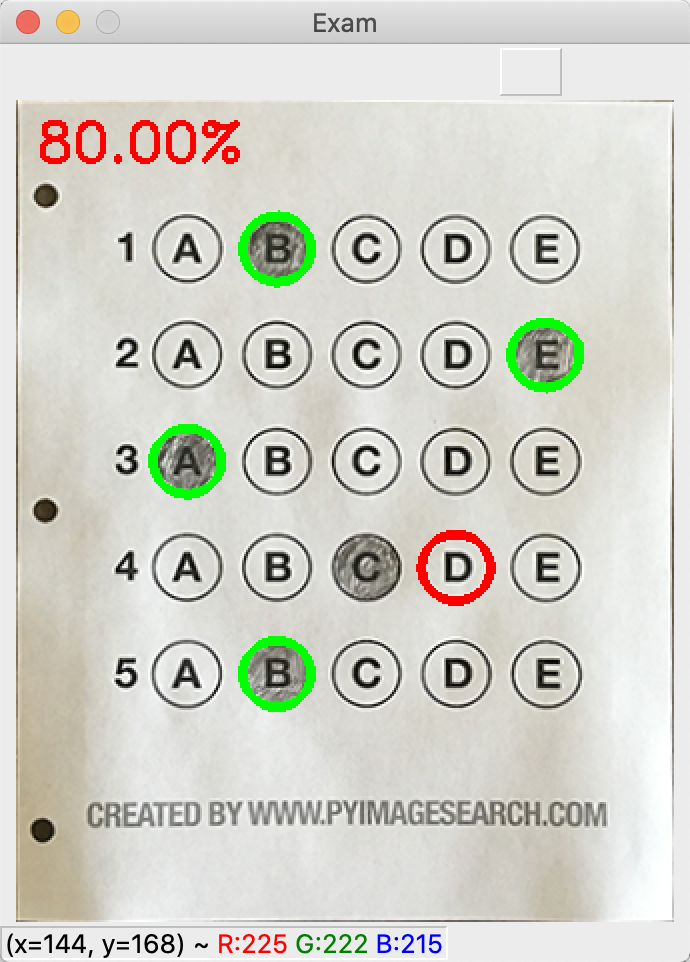 Exam
80.00%
1 A B C D E
2 A B C D E
3 A B C D E
4 A B C D E
5 A B C D E
CREATED BY WWW.PYIMAGESEARCH.COM
(x=144, y=168) ~ R:225 G:222 B:215